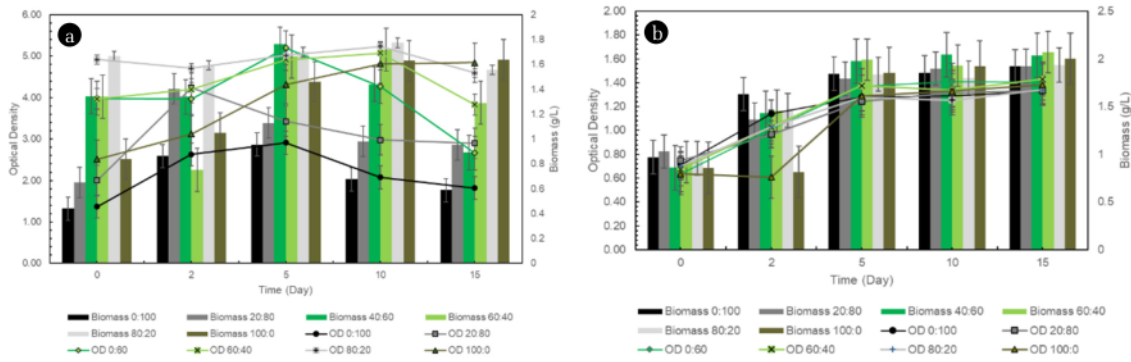 a
6.00
5.00
4.00
3.00
2.00
1.00
0.00
Optical Density
2
1.8
1.6
1.4
1.2
1
0.8
0.6
0.4
0.2
0
Biomass (g/L)
0 2 5 10 15
Time (Day)
Biomass 0:100 Biomass 20:80 Biomass 40:60 Biomass 60:40
Biomass 80:20 Biomass 100:0 OD 0:100 OD 20:80
OD 0:60 OD 60:40 OD 80:20 OD 100:0
b
2.00
1.80
1.60
1.40
1.20
1.00
0.80
0.60
0.40
0.20
0.00
Optical Density
2.5
2
1.5
1
0.5
0
Biomass (g/L)
0 2 5 10 15
Time (Day)
Biomass 0:100 Biomass 20:80 Biomass 40:60 Biomass 60:40
Biomass 80:20 Biomass 100:0 OD 0:100 OD 20:80
OD 0:60 OD 60:40 OD 80:20 OD 100:0